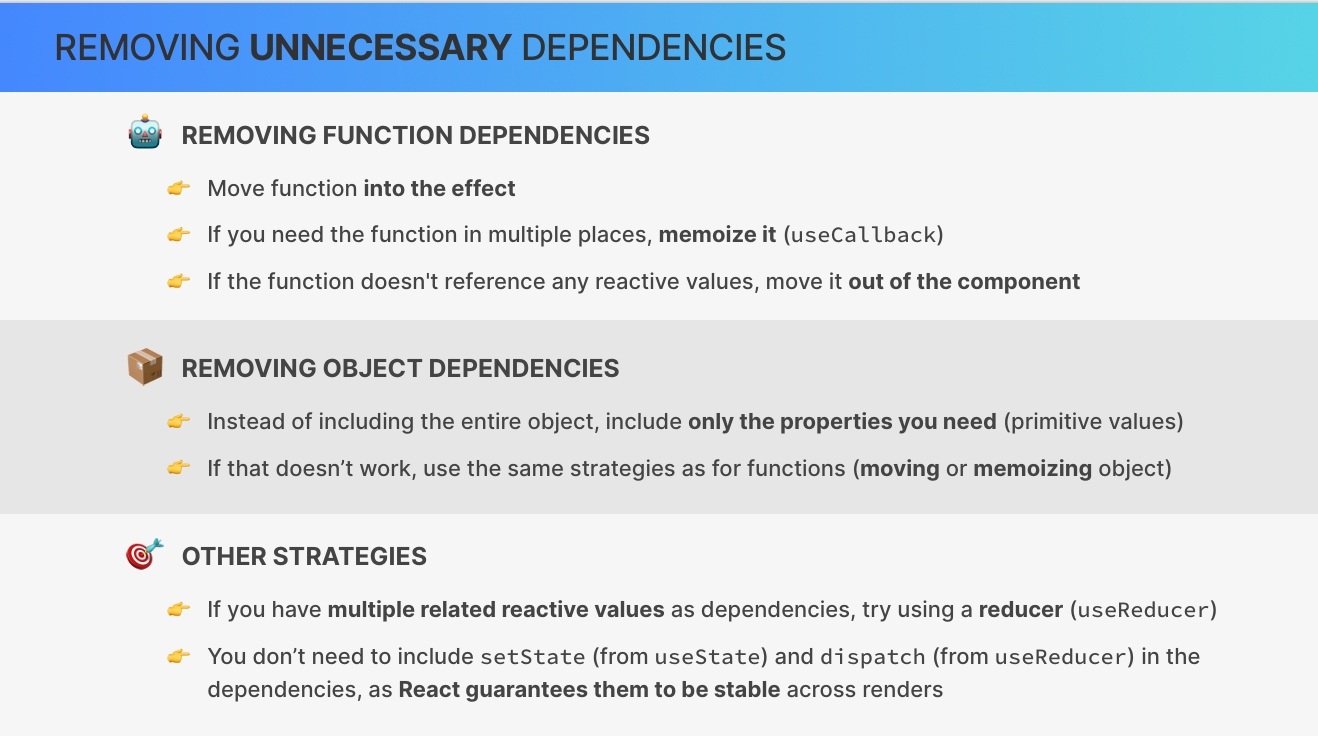 REMOVING UNNECESSARY DEPENDENCIES
REMOVING FUNCTION DEPENDENCIES
Move function into the effect
If you need the function in multiple places, memoize it (useCallback)
If the function doesn't reference any reactive values, move it out of the component
REMOVING OBJECT DEPENDENCIES
Instead of including the entire object, include only the properties you need (primitive values)
If that doesn’t work, use the same strategies as for functions (moving or memoizing object)
OTHER STRATEGIES
If you have multiple related reactive values as dependencies, try using a reducer (useReducer)
You don’t need to include setState (from useState) and dispatch (from useReducer) in the
dependencies, as React guarantees them to be stable across renders